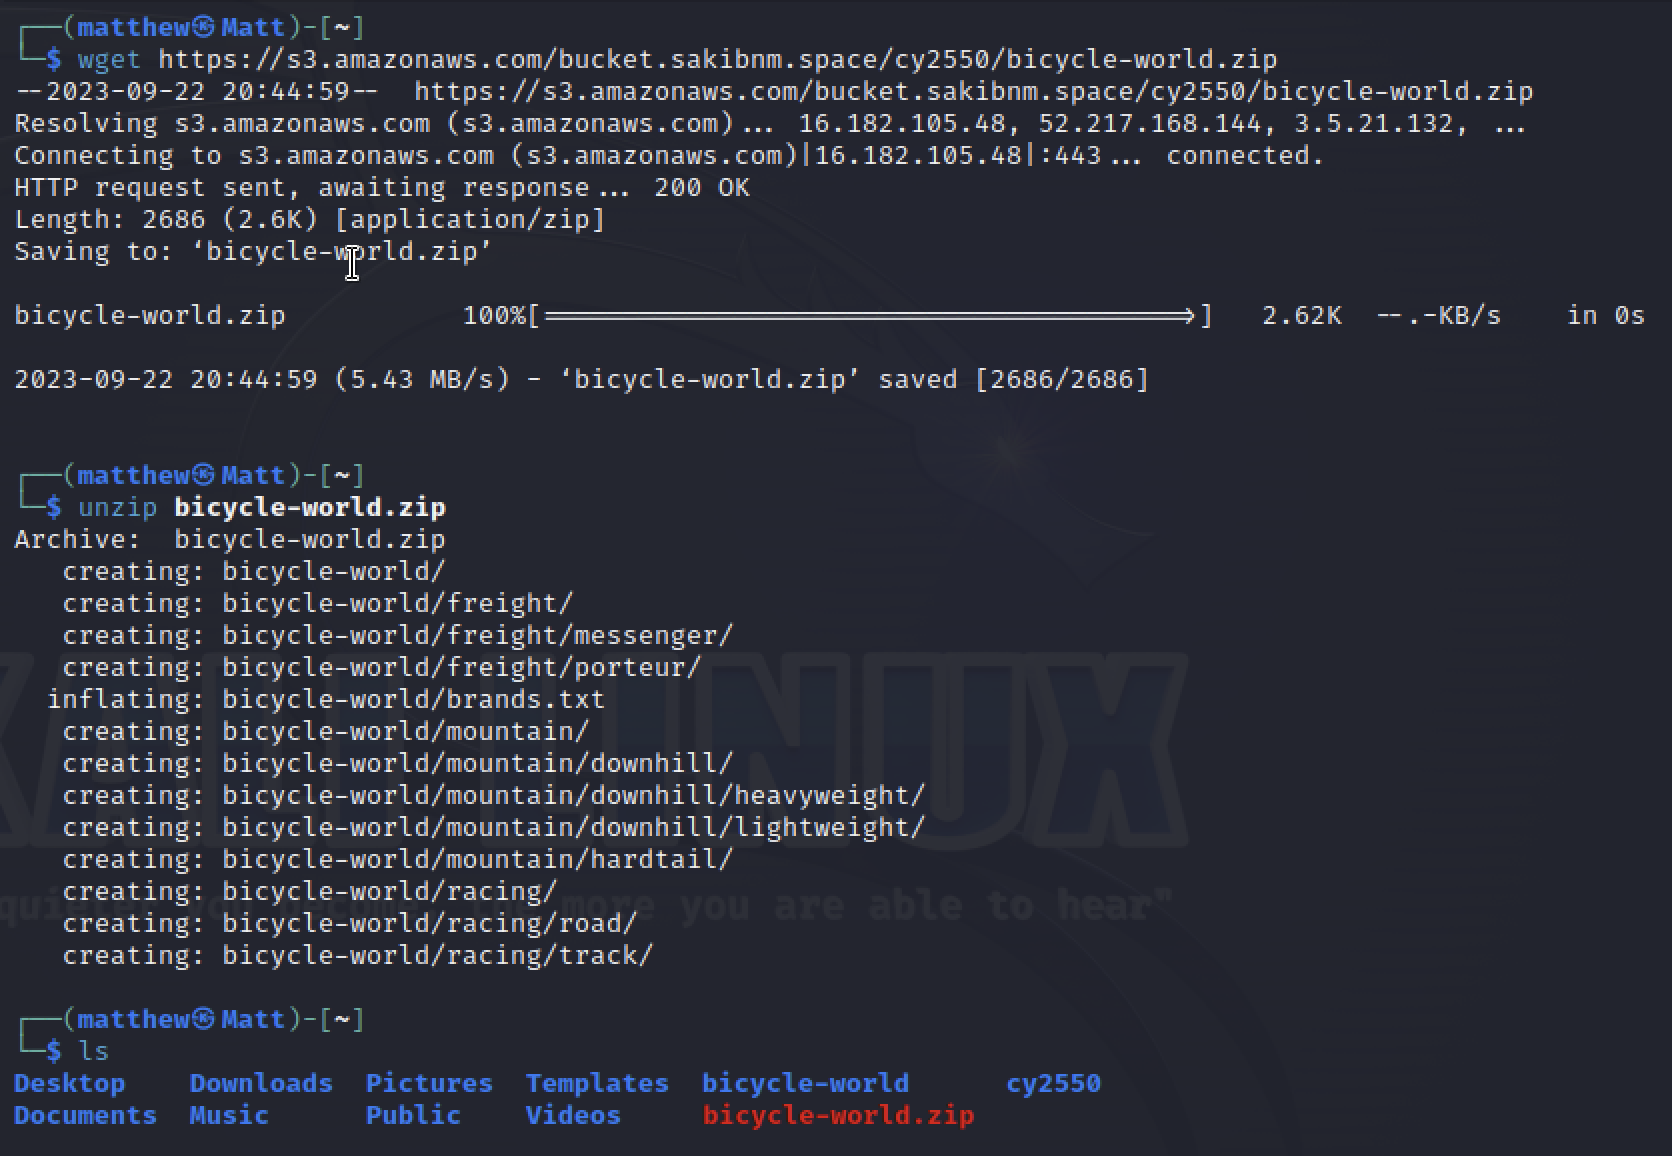 ┌──(matthew㉿Matt)-[~]
└─$ wget https://s3.amazonaws.com/bucket.sakibnm.space/cy2550/bicycle-world.zip
--2023-09-22 20:44:59--  https://s3.amazonaws.com/bucket.sakibnm.space/cy2550/bicycle-world.zip
Resolving s3.amazonaws.com (s3.amazonaws.com)... 16.182.105.48, 52.217.168.144, 3.5.21.132, ...
Connecting to s3.amazonaws.com (s3.amazonaws.com)|16.182.105.48|:443... connected.
HTTP request sent, awaiting response... 200 OK
Length: 2686 (2.6K) [application/zip]
Saving to: ‘bicycle-world.zip’
bicycle-world.zip 100%[=========================================>] 2.62K --.-KB/s in 0s
2023-09-22 20:44:59 (5.43 MB/s) - ‘bicycle-world.zip’ saved [2686/2686]
┌──(matthew㉿Matt)-[~]
└─$ unzip bicycle-world.zip
Archive:  bicycle-world.zip
creating: bicycle-world/
creating: bicycle-world/freight/
creating: bicycle-world/freight/messenger/
creating: bicycle-world/freight/porteur/
inflating: bicycle-world/brands.txt
creating: bicycle-world/mountain/
creating: bicycle-world/mountain/downhill/
creating: bicycle-world/mountain/downhill/heavyweight/
creating: bicycle-world/mountain/downhill/lightweight/
creating: bicycle-world/mountain/hardtail/
creating: bicycle-world/racing/
creating: bicycle-world/racing/road/
creating: bicycle-world/racing/track/
┌──(matthew㉿Matt)-[~]
└─$ ls
Desktop Downloads Pictures Templates bicycle-world cy2550
Documents Music Public Videos bicycle-world.zip
KALI LINUX
more you are able to hear"